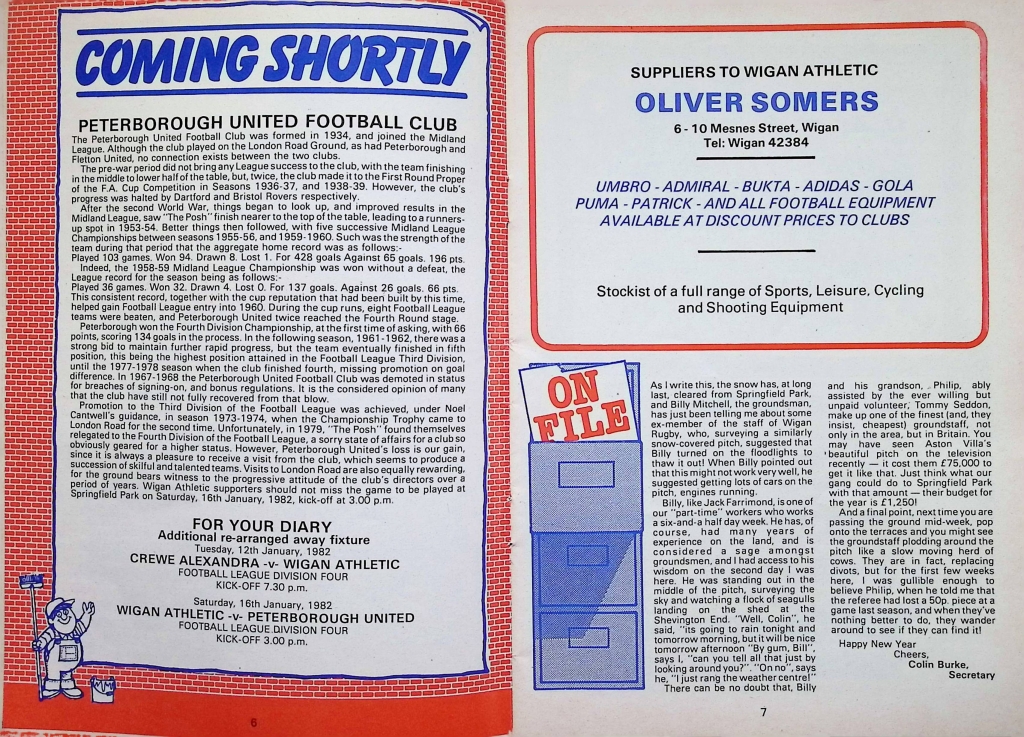 COMING SHORTLY
PETERBOROUGH UNITED FOOTBALL CLUB
The Peterborough United Football Club was formed in 1934, and joined the Midland
League. Although the club played on the London Road Ground, as had Peterborough and
Fletton United, no connection exists between the two clubs.
The pre-war period did not bring any League success to the club, with the team finishing
in the middle to lower half of the table, but, twice, the club made it to the First Round Proper
of the F.A. Cup Competition in Seasons 1936-37, and 1938-39. However, the club's
progress was halted by Dartford and Bristol Rovers respectively.
After the second World War, things began to look up, and improved results in the
Midland League, saw "The Posh" finish nearer to the top of the table, leading to a runners-
up spot in 1953-54. Better things then followed, with five successive Midland League
Championships between seasons 1955-56, and 1959-1960. Such was the strength of the
team during that period that the aggregate home record was as follows:-
Played 103 games. Won 94. Drawn 8. Lost 1. For 428 goals Against 65 goals. 196 pts.
Indeed, the 1958-59 Midland League Championship was won without a defeat, the
League record for the season being as follows:-
Played 36 games. Won 32. Drawn 4. Lost 0. For 137 goals. Against 26 goals. 66 pts.
This consistent record, together with the cup reputation that had been built by this time,
helped gain Football League entry into 1960. During the cup runs, eight Football League
teams were beaten, and Peterborough United twice reached the Fourth Round stage.
Peterborough won the Fourth Division Championship, at the first time of asking, with 66
points, scoring 134 goals in the process. In the following season, 1961-1962, there was a
strong bid to maintain further rapid progress, but the team eventually finished in fifth
position, this being the highest position attained in the Football League Third Division,
until the 1977-1978 season when the club finished fourth, missing promotion on goal
difference. In 1967-1968 the Peterborough United Football Club was demoted in status
for breaches of signing-on, and bonus regulations. It is the considered opinion of many
that the club have still not fully recovered from that blow.
Promotion to the Third Division of the Football League was achieved, under Noel
Cantwell's guidance, in season 1973-1974, when the Championship Trophy came to
London Road for the second time. Unfortunately, in 1979, "The Posh" found themselves
relegated to the Fourth Division of the Football League, a sorry state of affairs for a club so
obviously geared for a higher status. However, Peterborough United's loss is our gain,
since it is always a pleasure to receive a visit from the club, which seems to produce a
succession of skilful and talented teams. Visits to London Road are also equally rewarding,
for the ground bears witness to the progressive attitude of the club's directors over a
period of years. Wigan Athletic supporters should not miss the game to be played at
Springfield Park on Saturday, 16th January, 1982, kick-off at 3.00 p.m.
FOR YOUR DIARY
Additional re-arranged away fixture
Tuesday, 12th January, 1982
CREWE ALEXANDRA -v- WIGAN ATHLETIC
FOOTBALL LEAGUE DIVISION FOUR
KICK-OFF 7.30 p.m.
Saturday, 16th January, 1982
WIGAN ATHLETIC -v- PETERBOROUGH UNITED
FOOTBALL LEAGUE DIVISION FOUR
KICK-OFF 3.00 p.m.
6
SUPPLIERS TO WIGAN ATHLETIC
OLIVER SOMERS
6 - 10 Mesnes Street, Wigan
Tel: Wigan 42384
UMBRO - ADMIRAL - BUKTA - ADIDAS - GOLA
PUMA - PATRICK - AND ALL FOOTBALL EQUIPMENT
AVAILABLE AT DISCOUNT PRICES TO CLUBS
Stockist of a full range of Sports, Leisure, Cycling
and Shooting Equipment
ON
FILE
As I write this, the snow has, at long
last, cleared from Springfield Park,
and Billy Mitchell, the groundsman,
has just been telling me about some
ex-member of the staff of Wigan
Rugby, who, surveying a similarly
snow-covered pitch, suggested that
Billy turned on the floodlights to
thaw it out! When Billy pointed out
that this might not work very well, he
suggested getting lots of cars on the
pitch, engines running.
Billy, like Jack Farrimond, is one of
our "part-time" workers who works
a six-and-a half day week. He has, of
course, had many years of
experience on the land, and is
considered a sage amongst
groundsmen, and I had access to his
wisdom on the second day I was
here. He was standing out in the
middle of the pitch, surveying the
sky and watching a flock of seagulls
landing on the shed at the
Shevington End. "Well, Colin", he
said, "its going to rain tonight and
tomorrow morning, but it will be nice
tomorrow afternoon "By gum, Bill",
says I, "can you tell all that just by
looking around you?". "On no", says
he, "I just rang the weather centre!"
There can be no doubt that, Billy
and his grandson, Philip, ably
assisted by the ever willing but
unpaid volunteer, Tommy Seddon,
make up one of the finest (and, they
insist, cheapest) groundstaff, not
only in the area, but in Britain. You
may have seen Aston Villa's
beautiful pitch on the television
recently — it cost them £75,000 to
get it like that. Just think what our
gang could do to Springfield Park
with that amount — their budget for
the year is £1,250!
And a final point, next time you are
passing the ground mid-week, pop
onto the terraces and you might see
the groundstaff plodding around the
pitch like a slow moving herd of
cows. They are in fact, replacing
divots, but for the first few weeks
here, I was gullible enough to
believe Philip, when he told me that
the referee had lost a 50p. piece at a
game last season, and when they've
nothing better to do, they wander
around to see if they can find it!
Happy New Year
Cheers,
Colin Burke,
Secretary
7